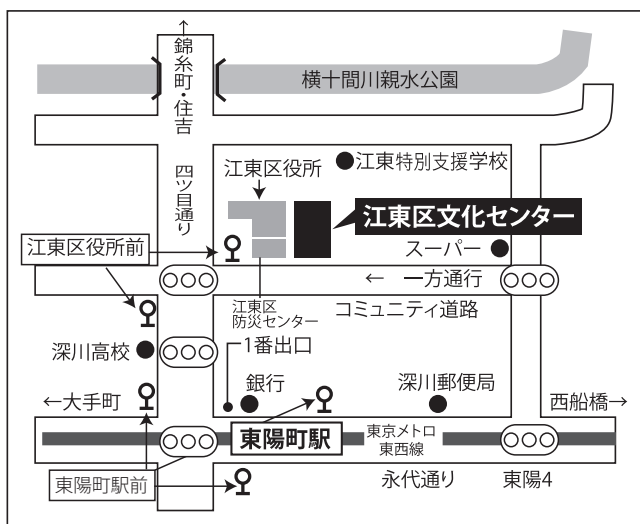 ↑
錦糸町・住吉
横十間川親水公園
四ツ目通り
江東区役所
江東特別支援学校
江東区文化センター
スーパー
江東区役所前
← 一方通行
江東区
防災センター
コミュニティ道路
深川高校
1番出口
銀行
深川郵便局
←大手町
西船橋→
東陽町駅
東京メトロ
東西線
東陽町駅前
永代通り
東陽4